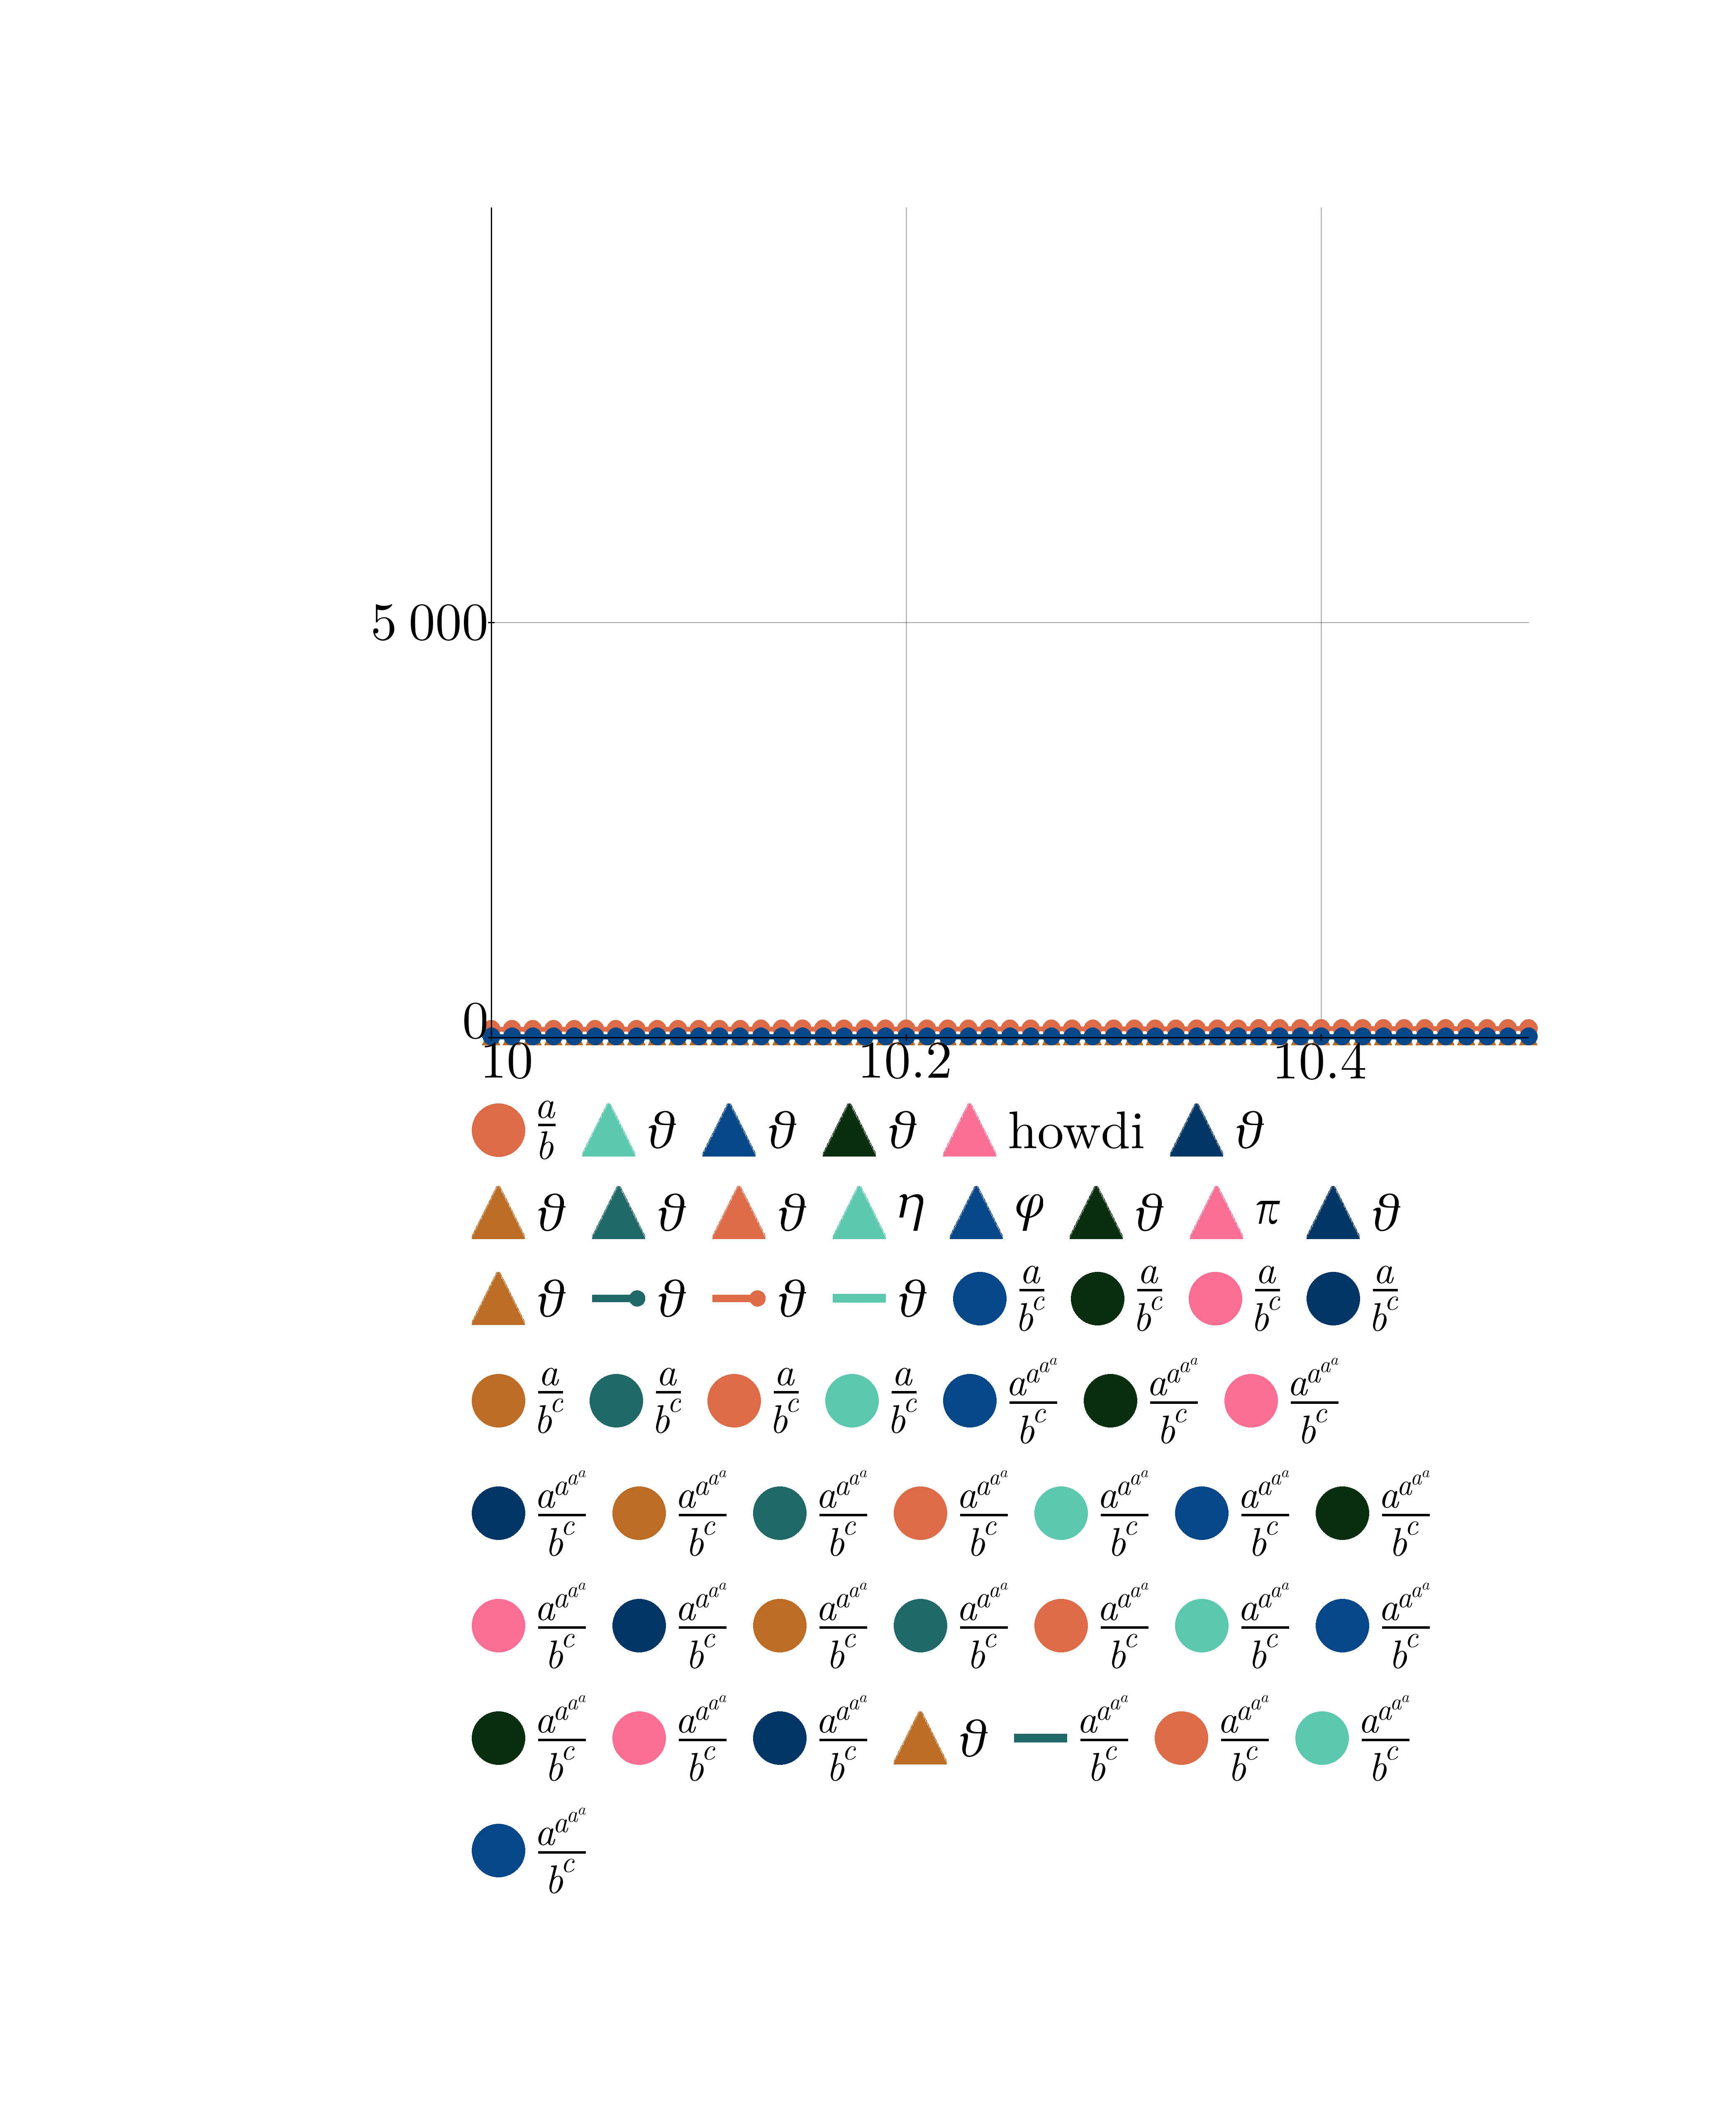 5 000
0
10 10.2 10.4
a/b ϑ ϑ ϑ howdi ϑ
ϑ ϑ ϑ η φ ϑ π ϑ
ϑ ϑ ϑ ϑ a/b^c a/b^c a/b^c a/b^c
a/b^c a/b^c a/b^c a/b^c a^{a^{a^a}}/b^c a^{a^{a^a}}/b^c a^{a^{a^a}}/b^c
a^{a^{a^a}}/b^c a^{a^{a^a}}/b^c a^{a^{a^a}}/b^c a^{a^{a^a}}/b^c a^{a^{a^a}}/b^c a^{a^{a^a}}/b^c a^{a^{a^a}}/b^c
a^{a^{a^a}}/b^c a^{a^{a^a}}/b^c a^{a^{a^a}}/b^c a^{a^{a^a}}/b^c a^{a^{a^a}}/b^c a^{a^{a^a}}/b^c a^{a^{a^a}}/b^c
a^{a^{a^a}}/b^c a^{a^{a^a}}/b^c a^{a^{a^a}}/b^c ϑ a^{a^{a^a}}/b^c a^{a^{a^a}}/b^c a^{a^{a^a}}/b^c
a^{a^{a^a}}/b^c